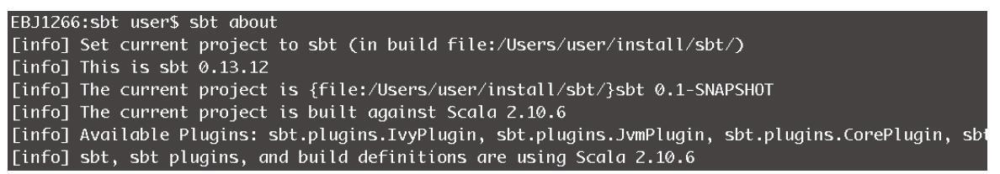 EBJ1266:sbt user$ sbt about
[info] Set current project to sbt (in build file:/Users/user/install/sbt/)
[info] This is sbt 0.13.12
[info] The current project is {file:/Users/user/install/sbt/}sbt 0.1-SNAPSHOT
[info] The current project is built against Scala 2.10.6
[info] Available Plugins: sbt.plugins.IvyPlugin, sbt.plugins.JvmPlugin, sbt.plugins.CorePlugin, sbt
[info] sbt, sbt plugins, and build definitions are using Scala 2.10.6